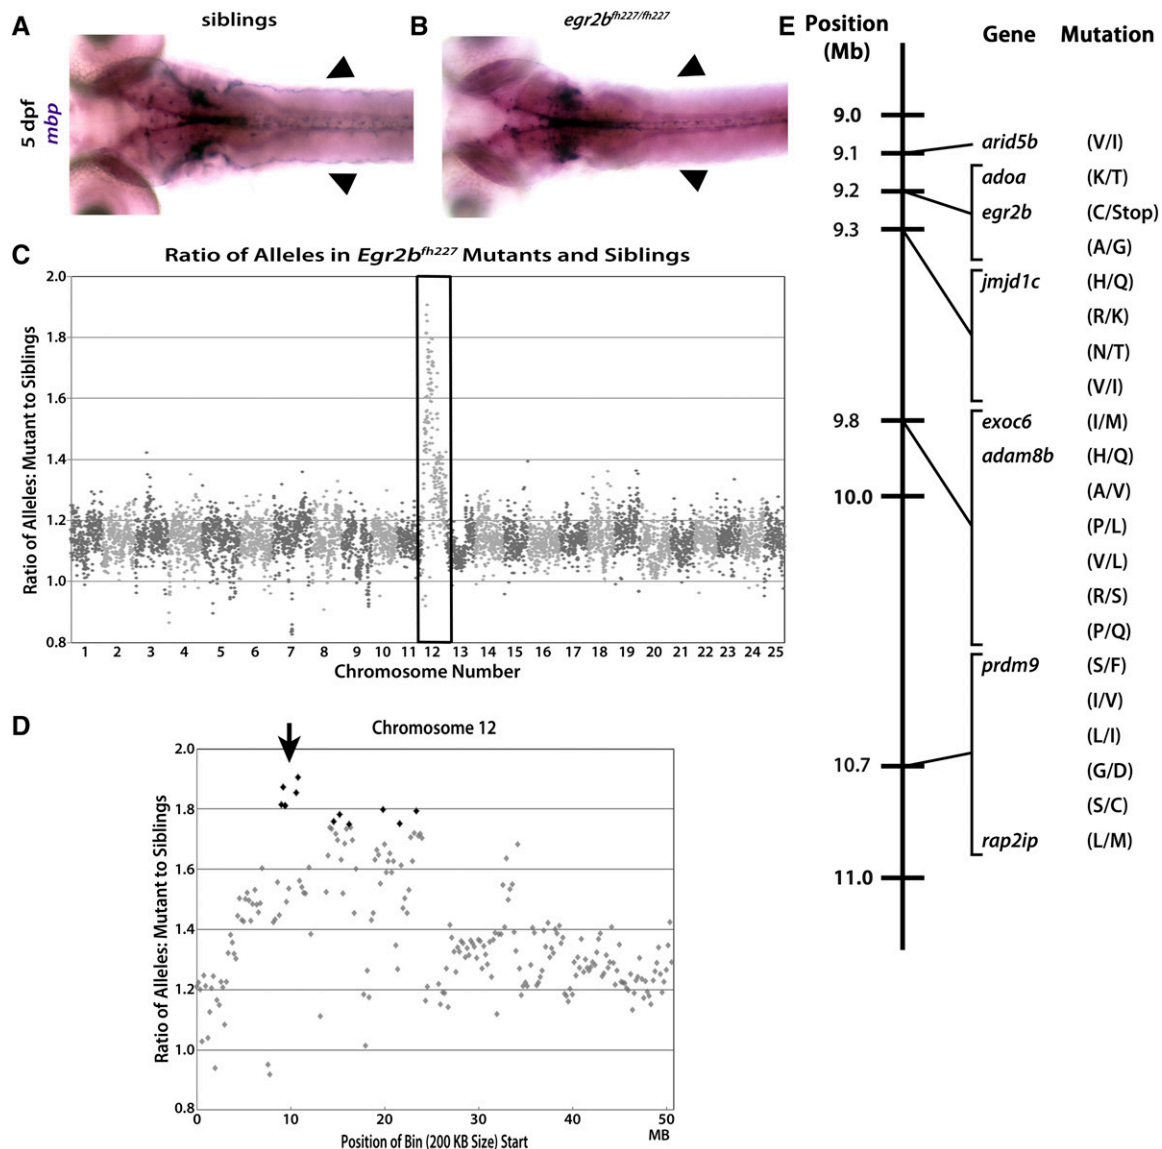 A
siblings
B
egr2bfh227/fh227
5 dpf
mbp
C
Ratio of Alleles in Egr2bfh227 Mutants and Siblings
Ratio of Alleles: Mutant to Siblings
2.0
1.8
1.6
1.4
1.2
1.0
0.8
1 2 3 4 5 6 7 8 9 10 11 12 13 14 15 16 17 18 19 20 21 22 23 24 25
Chromosome Number
D
Chromosome 12
Ratio of Alleles: Mutant to Siblings
2.0
1.8
1.6
1.4
1.2
1.0
0.8
0 10 20 30 40 50
MB
Position of Bin (200 KB Size) Start
E
Position (Mb)
Gene Mutation
9.0
9.1
9.2
9.3
9.8
10.0
10.7
11.0
arid5b (V/I)
adoa (K/T)
egr2b (C/Stop)
(A/G)
jmjd1c (H/Q)
(R/K)
(N/T)
(V/I)
exoc6 (I/M)
adam8b (H/Q)
(A/V)
(P/L)
(V/L)
(R/S)
(P/Q)
prdm9 (S/F)
(I/V)
(L/I)
(G/D)
(S/C)
rap2ip (L/M)